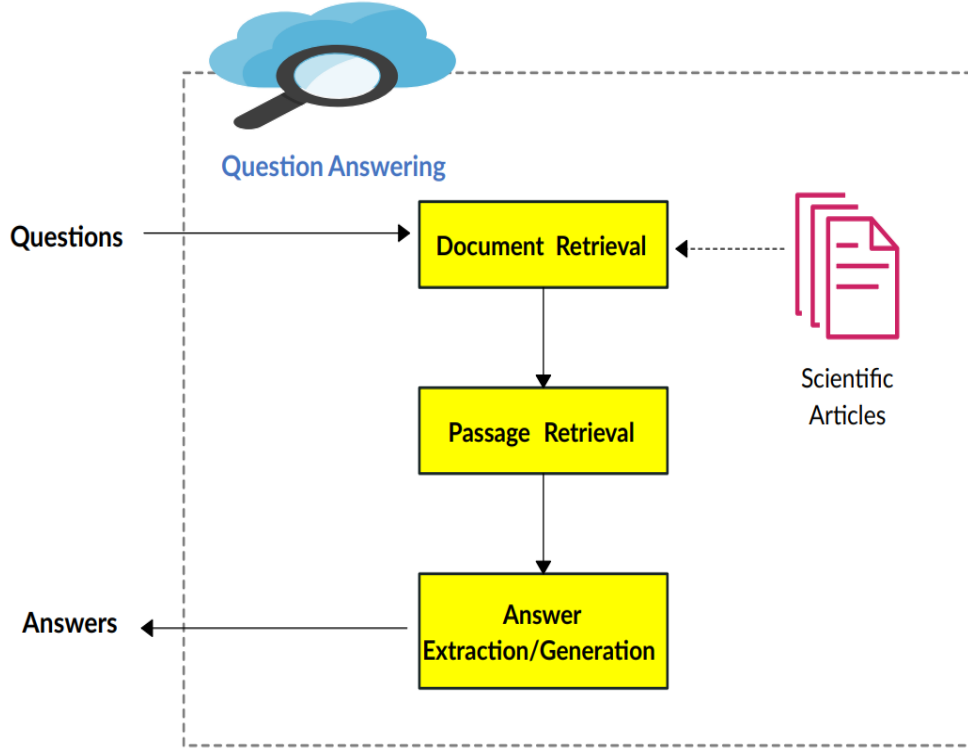 Question Answering
Questions
Document Retrieval
Scientific
Articles
Passage Retrieval
Answer
Extraction/Generation
Answers